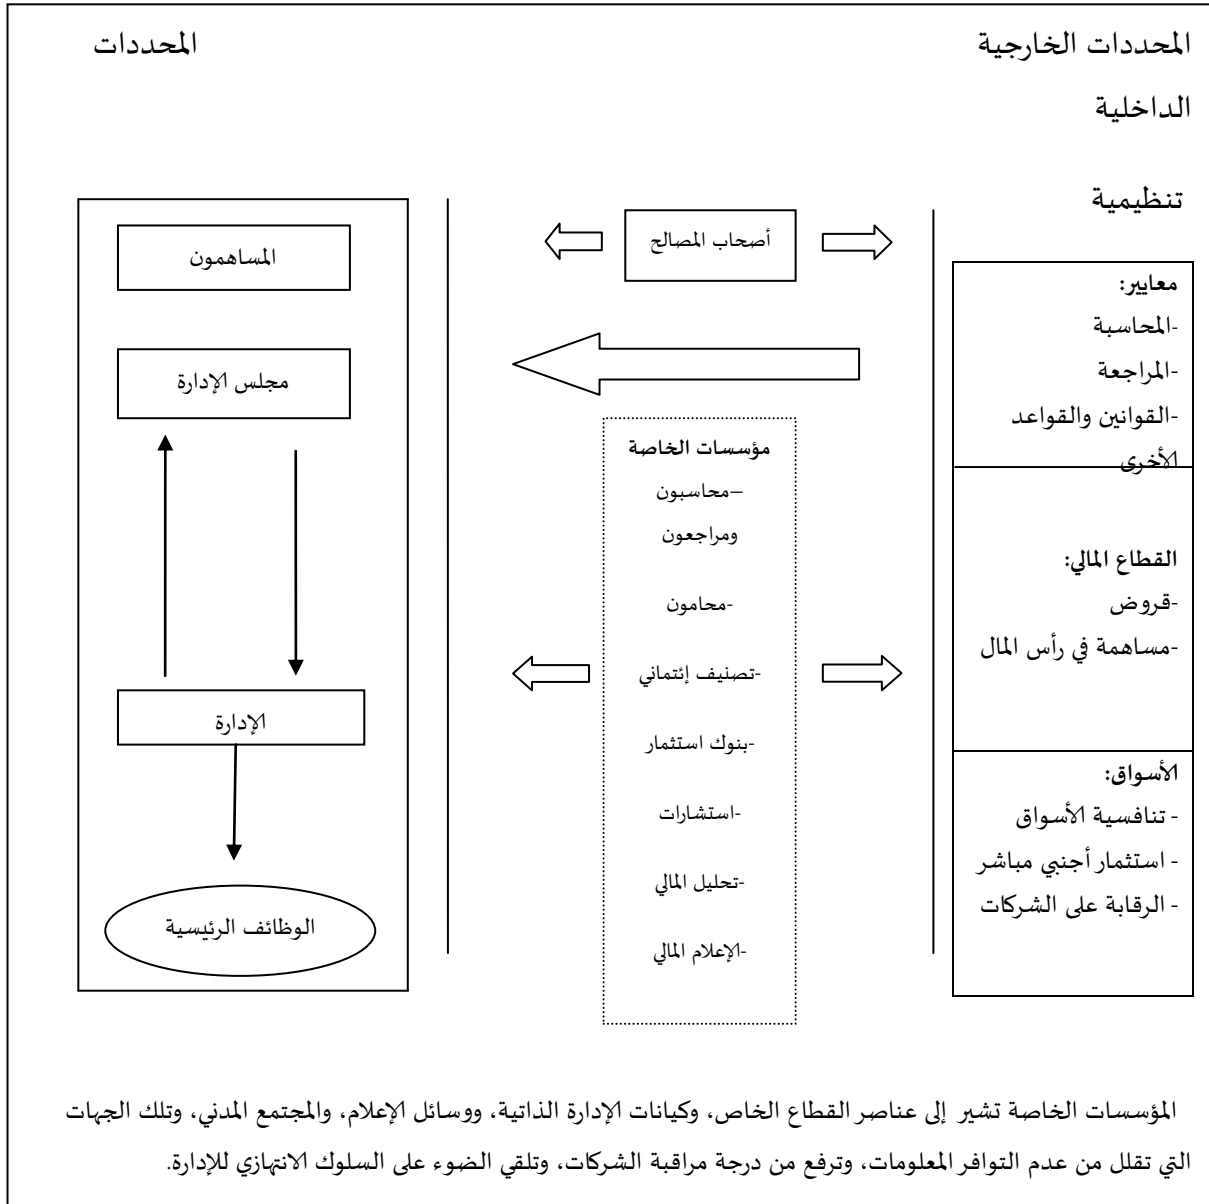 المحددات الخارجية المحددات
الداخلية
تنظيمية
معايير:
-المحاسبة
-المراجعة
-القوانين والقواعد
الأخرى
القطاع المالي:
-قروض
-مساهمة في رأس المال
الأسواق:
- تنافسية الأسواق
- استثمار أجنبي مباشر
- الرقابة على الشركات
أصحاب المصالح
مؤسسات الخاصة
–محاسبون
ومراجعون
-محامون
-تصنيف إئتماني
-بنوك استثمار
-استشارات
-تحليل المالي
-الإعلام المالي
المساهمون
مجلس الإدارة
الإدارة
الوظائف الرئيسية
المؤسسات الخاصة تشير إلى عناصر القطاع الخاص، وكيانات الإدارة الذاتية، ووسائل الإعلام، والمجتمع المدني، وتلك الجهات
التي تقلل من عدم التوافر المعلومات، وترفع من درجة مراقبة الشركات، وتلقي الضوء على السلوك الانتهازي للإدارة.